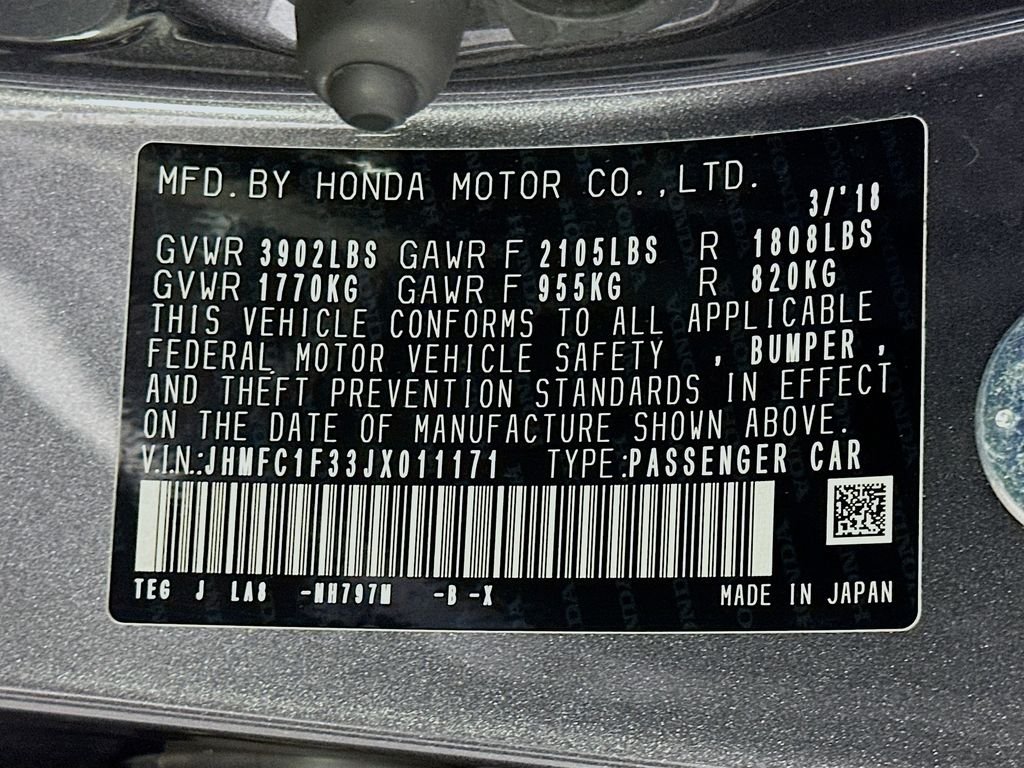 MFD. BY HONDA MOTOR CO.,LTD.
3/'18
GVWR 3902LBS GAWR F 2105LBS R 1808LBS
GVWR 1770KG GAWR F 955KG R 820KG
THIS VEHICLE CONFORMS TO ALL APPLICABLE
FEDERAL MOTOR VEHICLE SAFETY , BUMPER ,
AND THEFT PREVENTION STANDARDS IN EFFECT
ON THE DATE OF MANUFACTURE SHOWN ABOVE.
V.I.N.:JHMFC1F33JX011171 TYPE:PASSENGER CAR
TEG J LA8 -NH797M -B -X MADE IN JAPAN